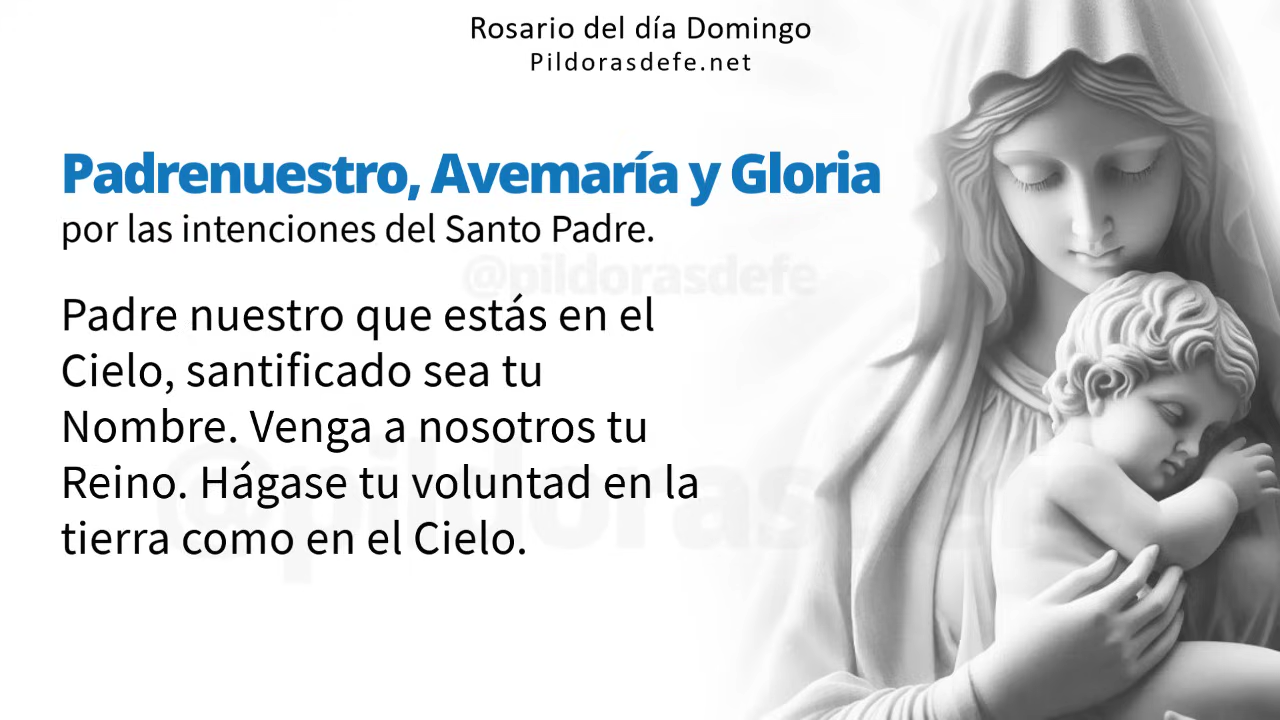 Rosario del día Domingo
Pildorasdefe.net
Padrenuestro, Avemaría y Gloria
por las intenciones del Santo Padre.
@pildorasdefe
Padre nuestro que estás en el
Cielo, santificado sea tu
Nombre. Venga a nosotros tu
Reino. Hágase tu voluntad en la
tierra como en el Cielo.
@pildorasdefe